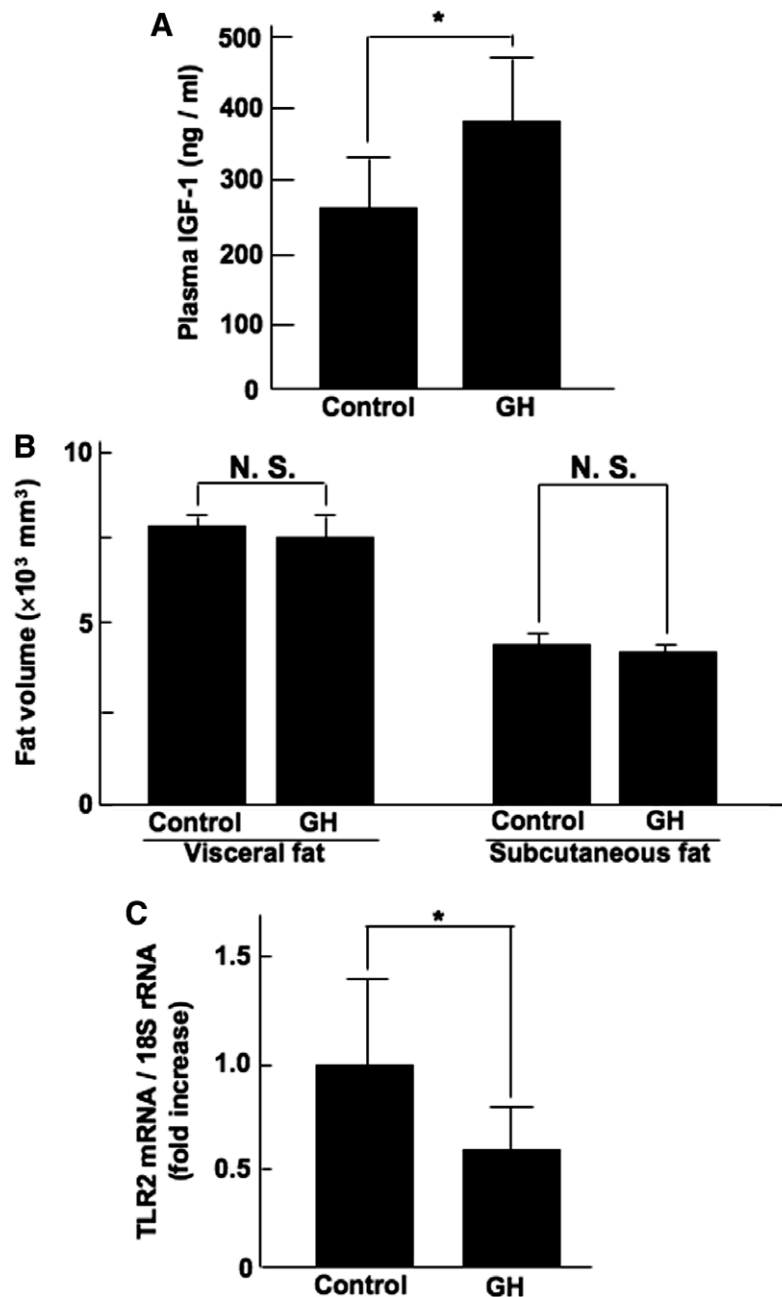 A
*
Plasma IGF-1 (ng / ml)
500
400
300
200
100
0
Control GH
B
N. S. N. S.
Fat volume (×10³ mm³)
10
5
0
Control GH Control GH
Visceral fat Subcutaneous fat
C
*
TLR2 mRNA / 18S rRNA
(fold increase)
1.5
1.0
0.5
0
Control GH